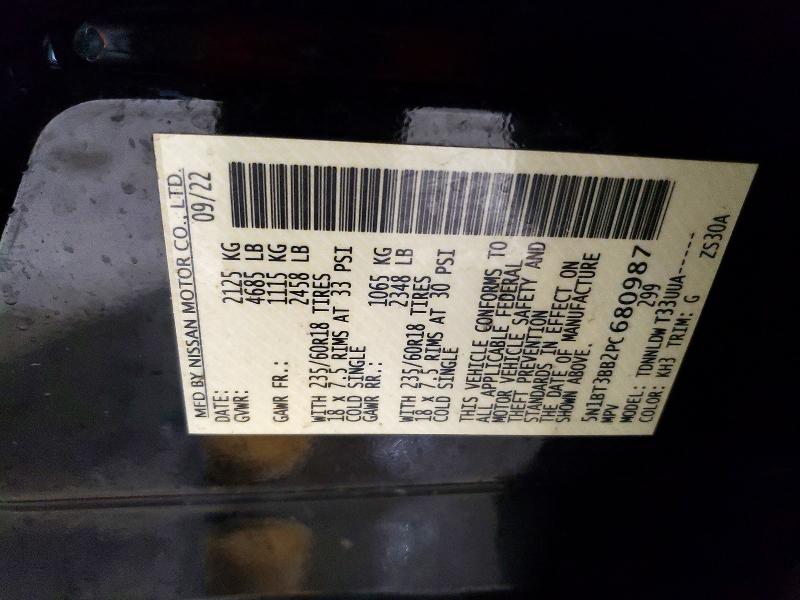 MFD BY NISSAN MOTOR CO., LTD.
DATE: 09/22
GVWR: 2125 KG
4685 LB
GAWR FR.: 1115 KG
2458 LB
WITH 235/60R18 TIRES
18 X 7.5 RIMS AT 33 PSI
COLD SINGLE
GAWR RR.: 1065 KG
2348 LB
WITH 235/60R18 TIRES
18 X 7.5 RIMS AT 30 PSI
COLD SINGLE
THIS VEHICLE CONFORMS TO
ALL APPLICABLE FEDERAL
MOTOR VEHICLE SAFETY AND
THEFT PREVENTION
STANDARDS IN EFFECT ON
THE DATE OF MANUFACTURE
SHOWN ABOVE.
5N1BT3BB2PC680987
MPV 299
MODEL: TDNNLDW T33UUA------
COLOR: KH3 TRIM: G ZS30A